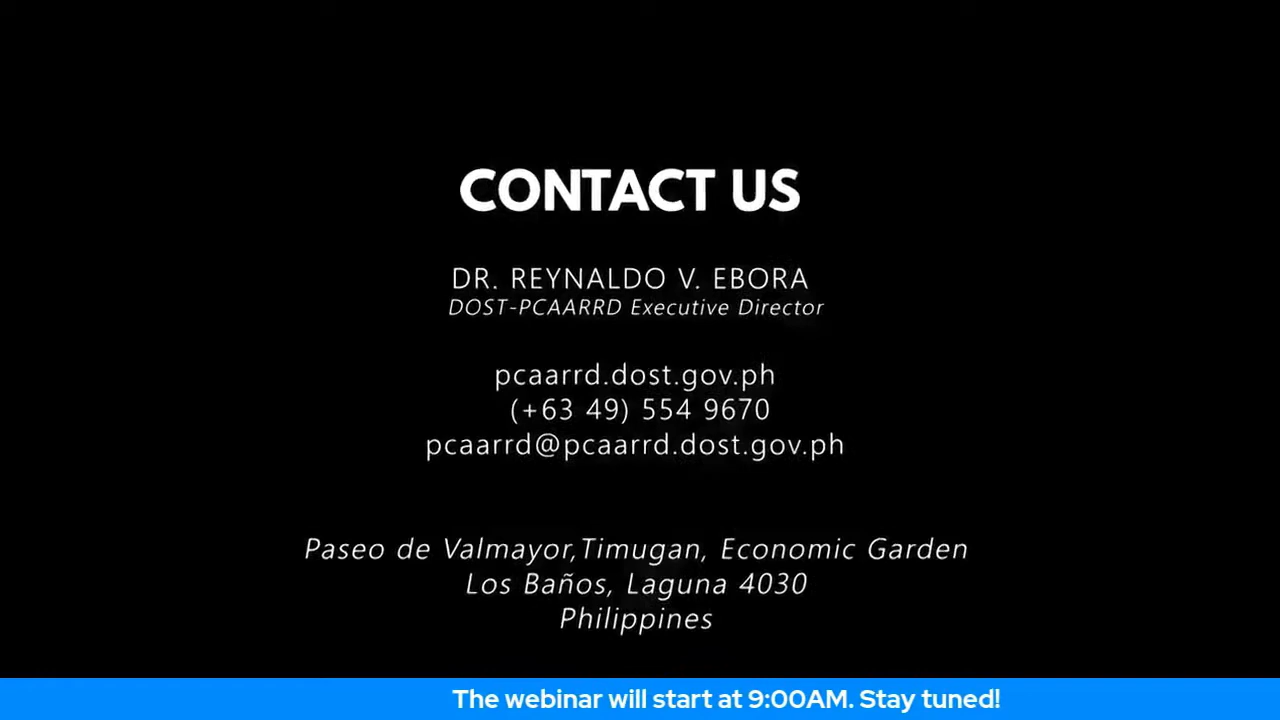 CONTACT US
DR. REYNALDO V. EBORA
DOST-PCAARRD Executive Director
pcaarrd.dost.gov.ph
(+63 49) 554 9670
pcaarrd@pcaarrd.dost.gov.ph
Paseo de Valmayor,Timugan, Economic Garden
Los Baños, Laguna 4030
Philippines
The webinar will start at 9:00AM. Stay tuned!